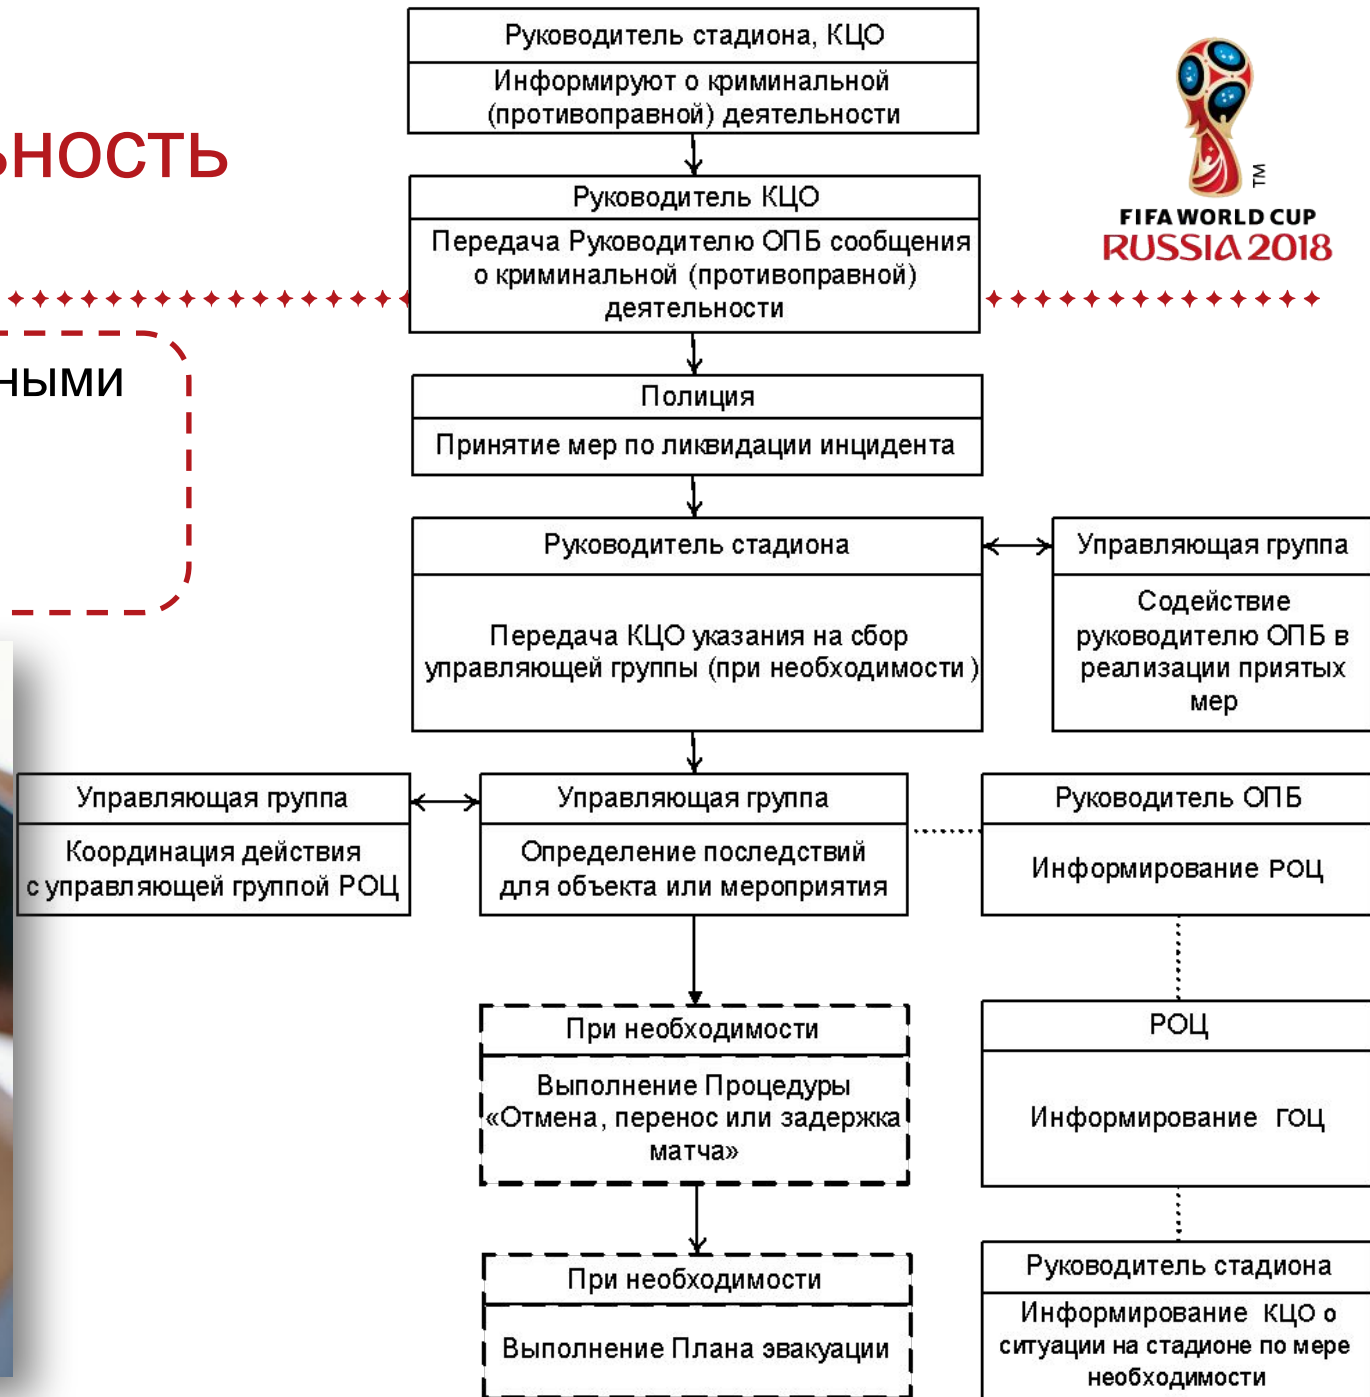 Руководитель стадиона, КЦО
Информируют о криминальной
(противоправной) деятельности
ьность
TM
FIFA WORLD CUP
RUSSIA 2018
Руководитель КЦО
Передача Руководителю ОПБ сообщения
о криминальной (противоправной)
деятельности
ными
Полиция
Принятие мер по ликвидации инцидента
Руководитель стадиона
Передача КЦО указания на сбор
управляющей группы (при необходимости )
Управляющая группа
Содействие
руководителю ОПБ в
реализации приятых
мер
Управляющая группа
Координация действия
с управляющей группой РОЦ
Управляющая группа
Определение последствий
для объекта или мероприятия
Руководитель ОПБ
Информирование РОЦ
При необходимости
Выполнение Процедуры
«Отмена, перенос или задержка
матча»
РОЦ
Информирование ГОЦ
При необходимости
Выполнение Плана эвакуации
Руководитель стадиона
Информирование КЦО о
ситуации на стадионе по мере
необходимости